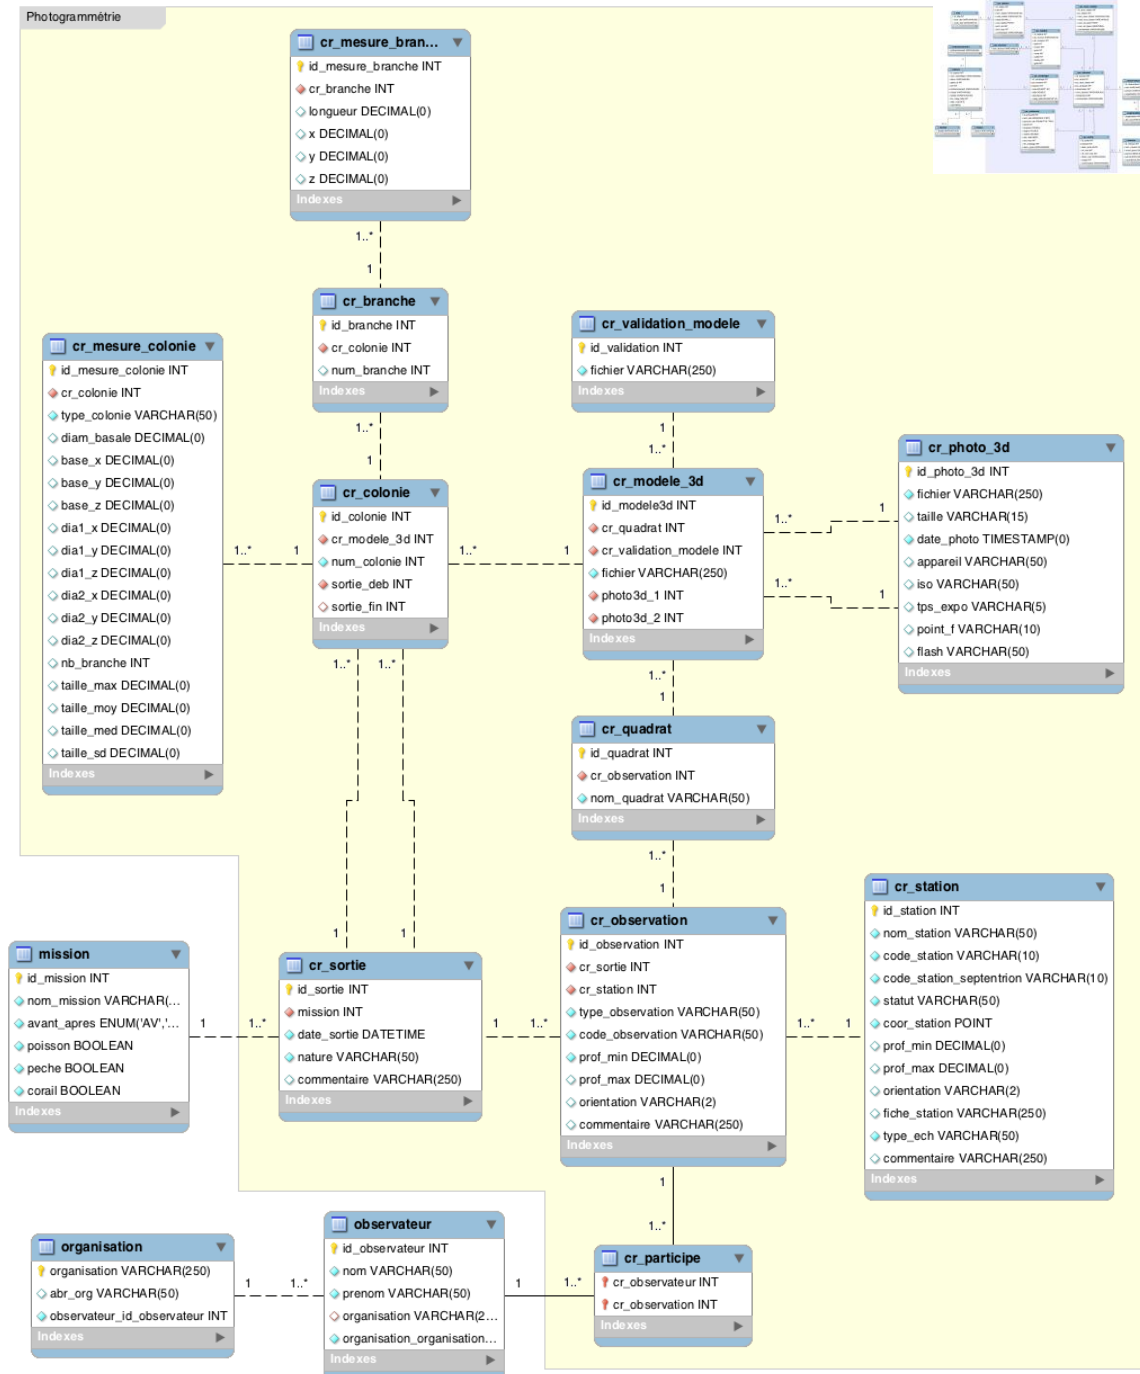 Photogrammétrie
cr_mesure_bran...
id_mesure_branche INT
cr_branche INT
longueur DECIMAL(0)
x DECIMAL(0)
y DECIMAL(0)
z DECIMAL(0)
Indexes
1..*
1
cr_branche
id_branche INT
cr_colonie INT
num_branche INT
Indexes
1..*
1
cr_mesure_colonie
id_mesure_colonie INT
cr_colonie INT
type_colonie VARCHAR(50)
diam_basale DECIMAL(0)
base_x DECIMAL(0)
base_y DECIMAL(0)
base_z DECIMAL(0)
dia1_x DECIMAL(0)
dia1_y DECIMAL(0)
dia1_z DECIMAL(0)
dia2_x DECIMAL(0)
dia2_y DECIMAL(0)
dia2_z DECIMAL(0)
nb_branche INT
taille_max DECIMAL(0)
taille_moy DECIMAL(0)
taille_med DECIMAL(0)
taille_sd DECIMAL(0)
Indexes
1..*
1
cr_colonie
id_colonie INT
cr_modele_3d INT
num_colonie INT
sortie_deb INT
sortie_fin INT
Indexes
1..*
1
1..*
1..*
1
1
cr_validation_modele
id_validation INT
fichier VARCHAR(250)
Indexes
1
1..*
cr_modele_3d
id_modele3d INT
cr_quadrat INT
cr_validation_modele INT
fichier VARCHAR(250)
photo3d_1 INT
photo3d_2 INT
Indexes
1..*
1
1..*
1
cr_photo_3d
id_photo_3d INT
fichier VARCHAR(250)
taille VARCHAR(15)
date_photo TIMESTAMP(0)
appareil VARCHAR(50)
iso VARCHAR(50)
tps_expo VARCHAR(5)
point_f VARCHAR(10)
flash VARCHAR(50)
Indexes
1..*
1
cr_quadrat
id_quadrat INT
cr_observation INT
nom_quadrat VARCHAR(50)
Indexes
1..*
1
mission
id_mission INT
nom_mission VARCHAR(...
avant_apres ENUM('AV','...
poisson BOOLEAN
peche BOOLEAN
corail BOOLEAN
Indexes
1
1..*
cr_sortie
id_sortie INT
mission INT
date_sortie DATETIME
nature VARCHAR(50)
commentaire VARCHAR(250)
Indexes
1
1..*
cr_observation
id_observation INT
cr_sortie INT
cr_station INT
type_observation VARCHAR(50)
code_observation VARCHAR(50)
prof_min DECIMAL(0)
prof_max DECIMAL(0)
orientation VARCHAR(2)
commentaire VARCHAR(250)
Indexes
1..*
1
cr_station
id_station INT
nom_station VARCHAR(50)
code_station VARCHAR(10)
code_station_septentrion VARCHAR(10)
statut VARCHAR(50)
coor_station POINT
prof_min DECIMAL(0)
prof_max DECIMAL(0)
orientation VARCHAR(2)
fiche_station VARCHAR(250)
type_ech VARCHAR(50)
commentaire VARCHAR(250)
Indexes
1
1..*
organisation
organisation VARCHAR(250)
abr_org VARCHAR(50)
observateur_id_observateur INT
Indexes
1
1..*
observateur
id_observateur INT
nom VARCHAR(50)
prenom VARCHAR(50)
organisation VARCHAR(2...
organisation_organisation...
Indexes
1
1..*
cr_participe
cr_observateur INT
cr_observation INT
Indexes